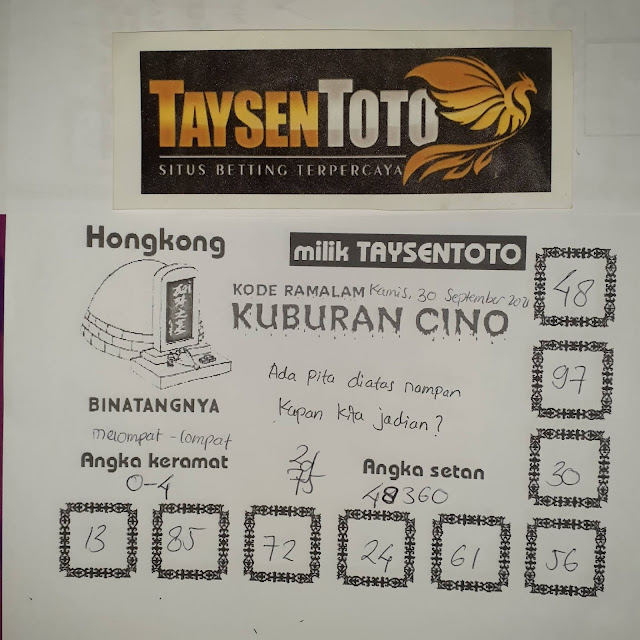 TAYSENTOTO
SITUS BETTING TERPERCAYA
Hongkong
milik TAYSENTOTO
KODE RAMALAM Kamis, 30 September
KUBURAN CINO
48
97
30
Ada pita diatas nampan
Kapan kita jadian?
BINATANGNYA
melompat - lompat
Angka keramat
0-4
Angka setan
48360
13
85
72
24
61
56